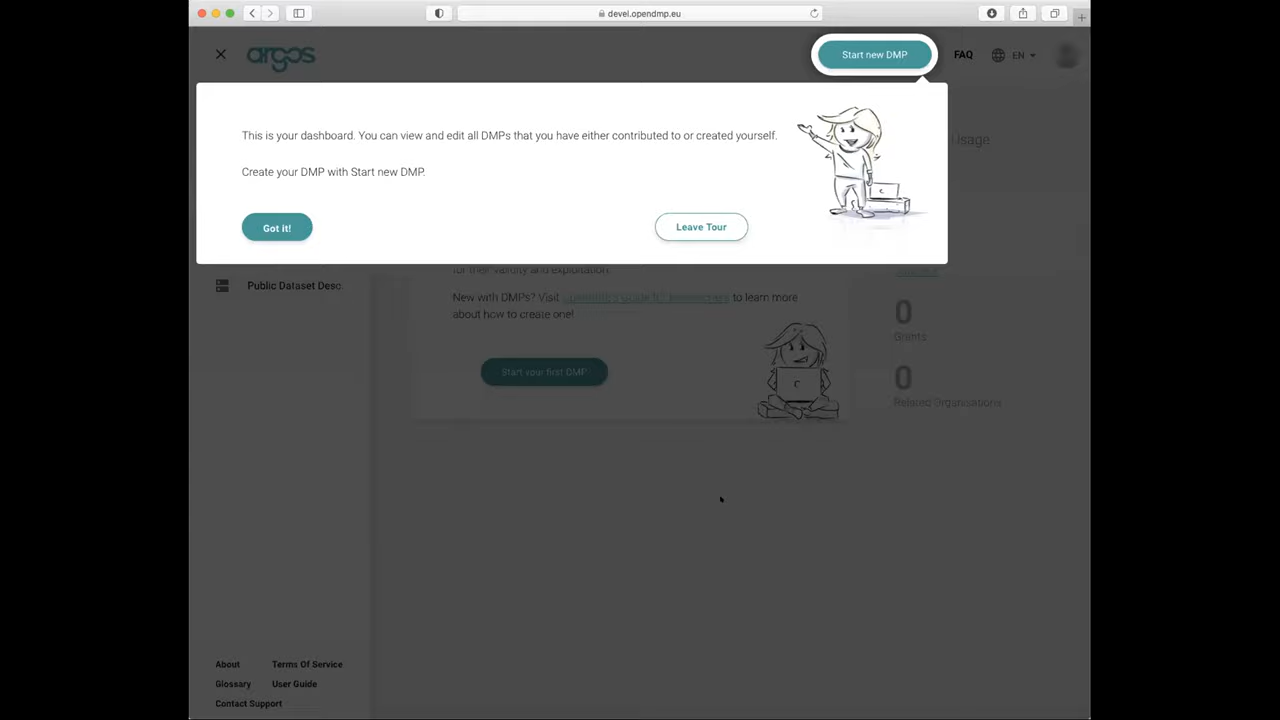 devel.opendmp.eu
argos
Start new DMP
FAQ
EN
This is your dashboard. You can view and edit all DMPs that you have either contributed to or created yourself.
Create your DMP with Start new DMP.
Got it!
Leave Tour
Usage
Public Dataset Desc.
for their validity and exploitation.
New with DMPs? Visit to learn more
about how to create one!
Start your first DMP
0
Grants
0
Related Organisations
About
Terms Of Service
Glossary
User Guide
Contact Support